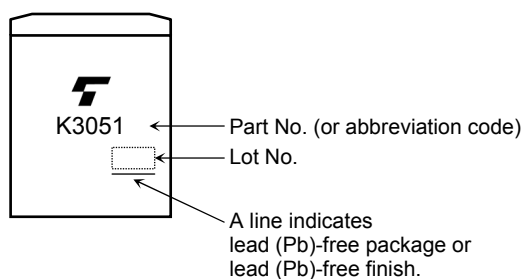 K3051
Part No. (or abbreviation code)
Lot No.
A line indicates
lead (Pb)-free package or
lead (Pb)-free finish.